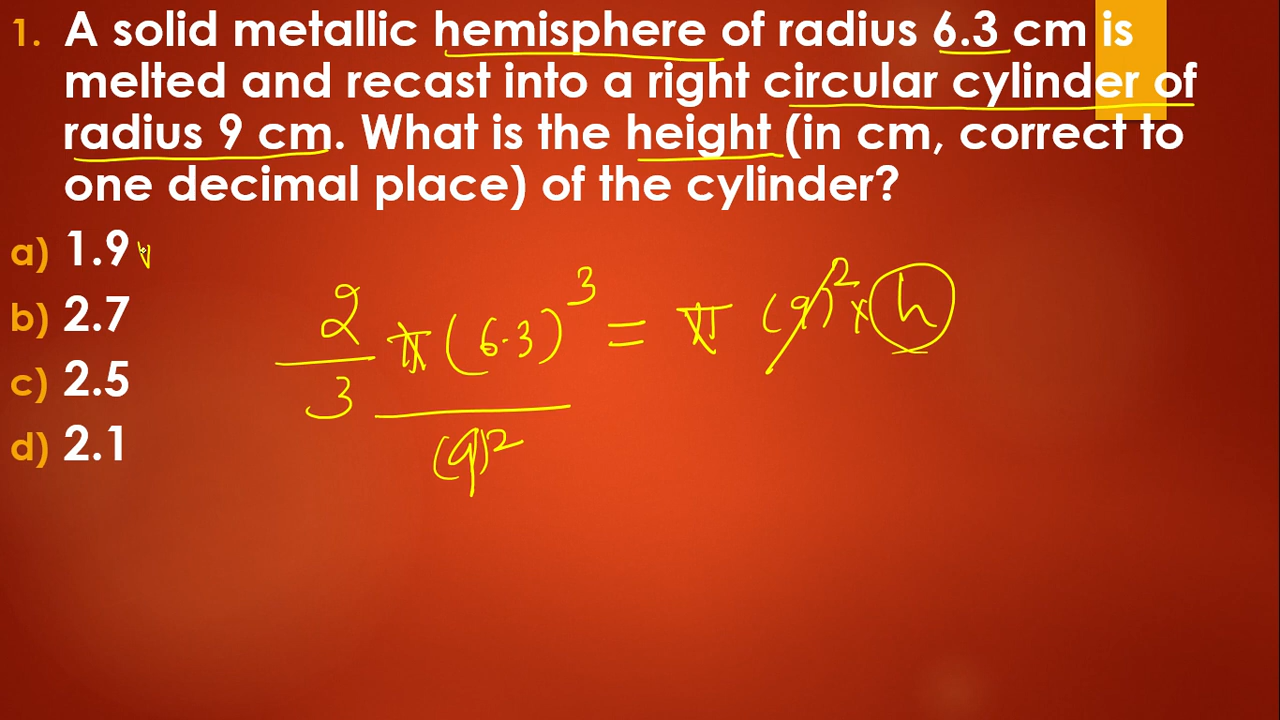 1. A solid metallic hemisphere of radius 6.3 cm is
melted and recast into a right circular cylinder of
radius 9 cm. What is the height (in cm, correct to
one decimal place) of the cylinder?
a) 1.9
b) 2.7
c) 2.5
d) 2.1
2/3 π(6.3)³/(9)² = π (9)² × h